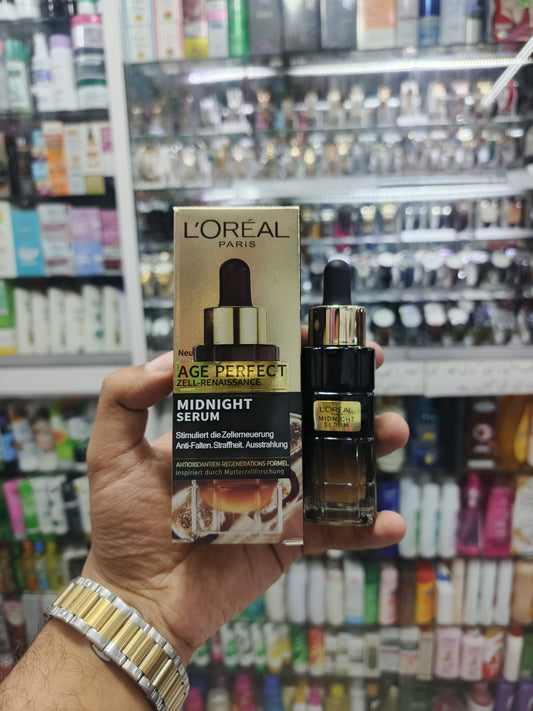 L'ORÉAL
PARIS
Neu
AGE PERFECT
ZELL-RENAISSANCE
MIDNIGHT
SERUM
Stimuliert die Zellerneuerung
Anti-Falten. Straffheit. Ausstrahlung
ANTIOXIDANTIEN-REGENERATIONS-FORMEL
Inspiriert durch Mutterzellforschung
L'ORÉAL
MIDNIGHT
SERUM